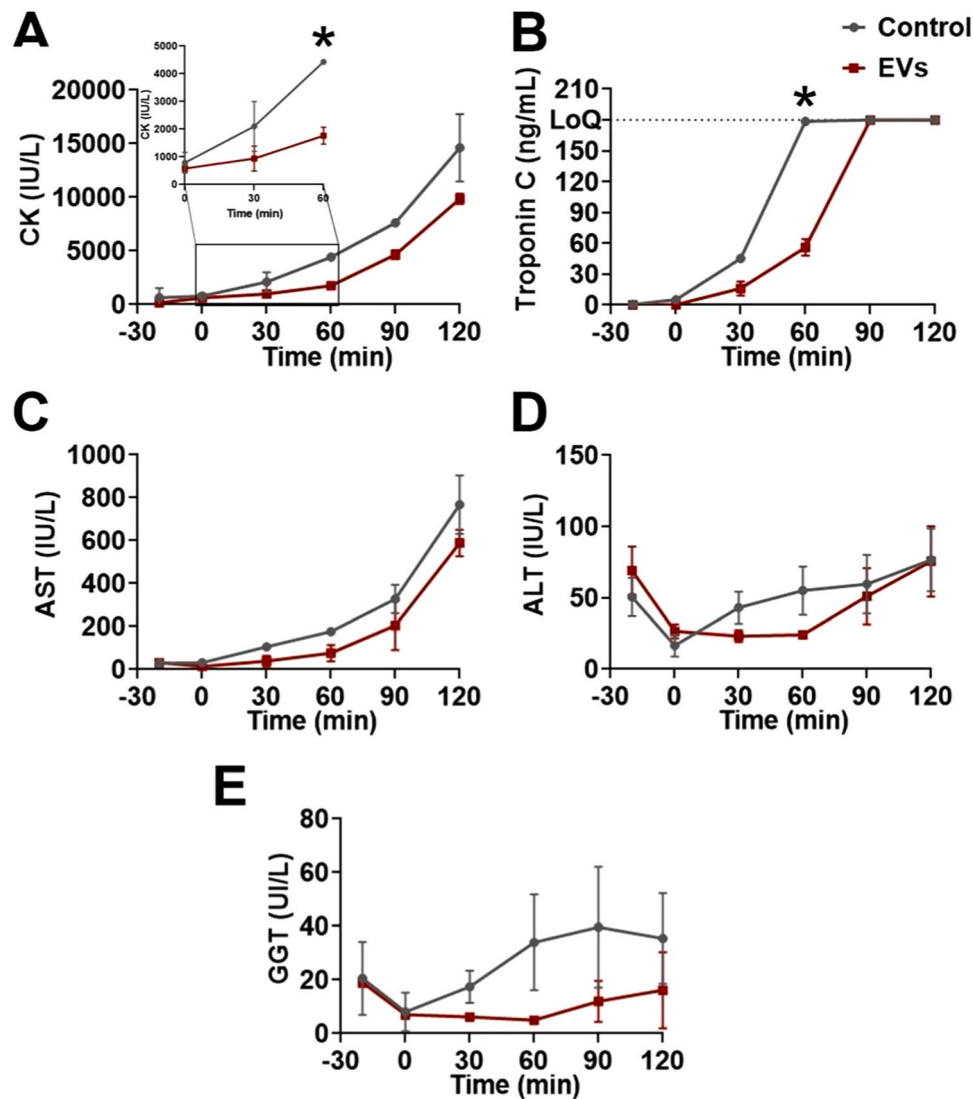 A
5000
4000
3000
2000
1000
0
CK (IU/L)
0 30 60
Time (min)
*
20000
15000
10000
5000
0
CK (IU/L)
-30 0 30 60 90 120
Time (min)
B
Control
EVs
210
LoQ
150
120
90
60
30
0
Troponin C (ng/mL)
*
-30 0 30 60 90 120
Time (min)
C
1000
800
600
400
200
0
AST (IU/L)
-30 0 30 60 90 120
Time (min)
D
150
100
50
0
ALT (IU/L)
-30 0 30 60 90 120
Time (min)
E
80
60
40
20
0
GGT (UI/L)
-30 0 30 60 90 120
Time (min)